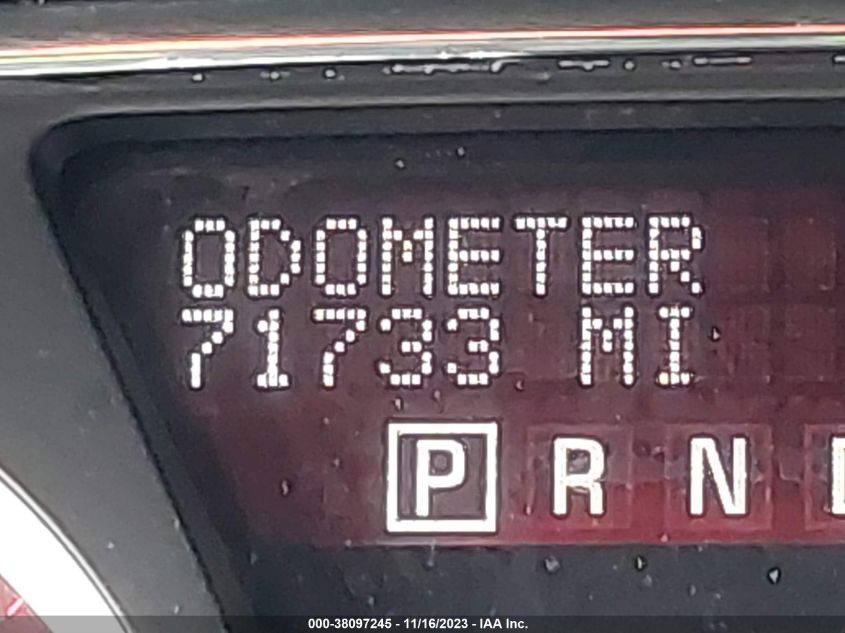 ODOMETER
71733 MI
P R N
000-38097245 - 11/16/2023 - IAA Inc.